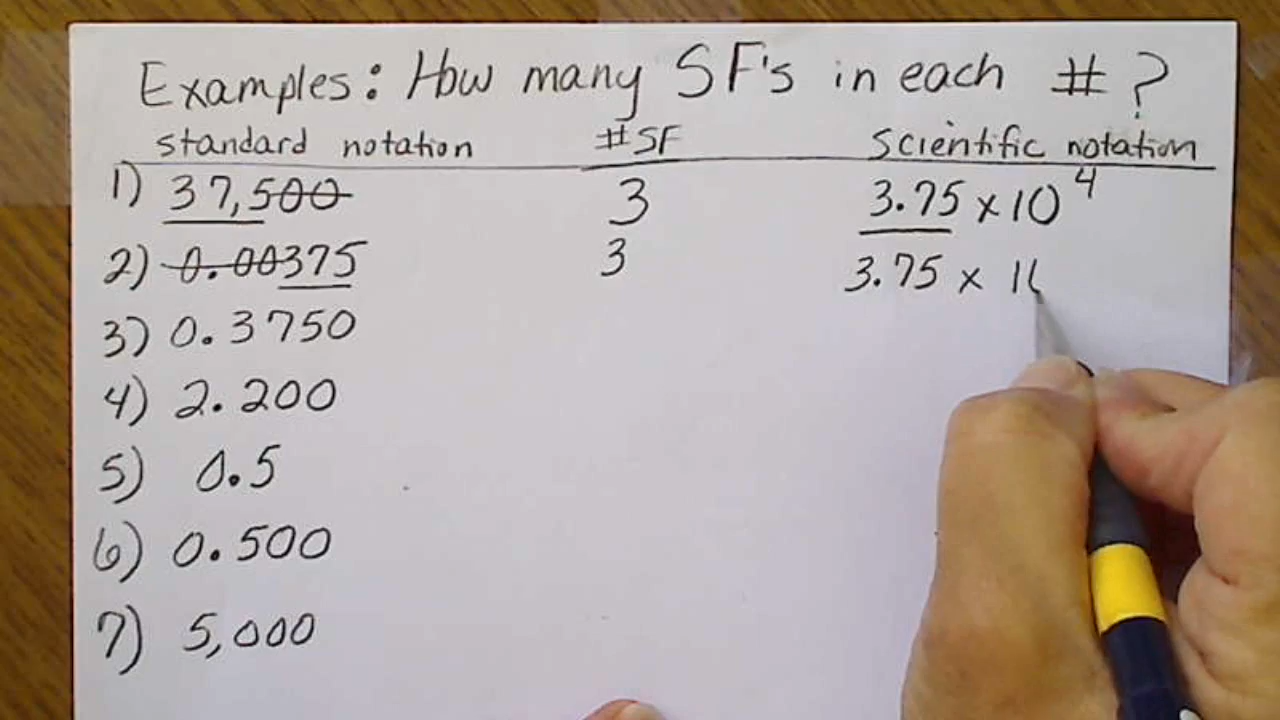 Examples: How many SF's in each # ?
standard notation #SF Scientific notation
1) 37,500 3 3.75 x 10⁴
2) 0.00375 3 3.75 x 1
3) 0.3750
4) 2.200
5) 0.5
6) 0.500
7) 5,000